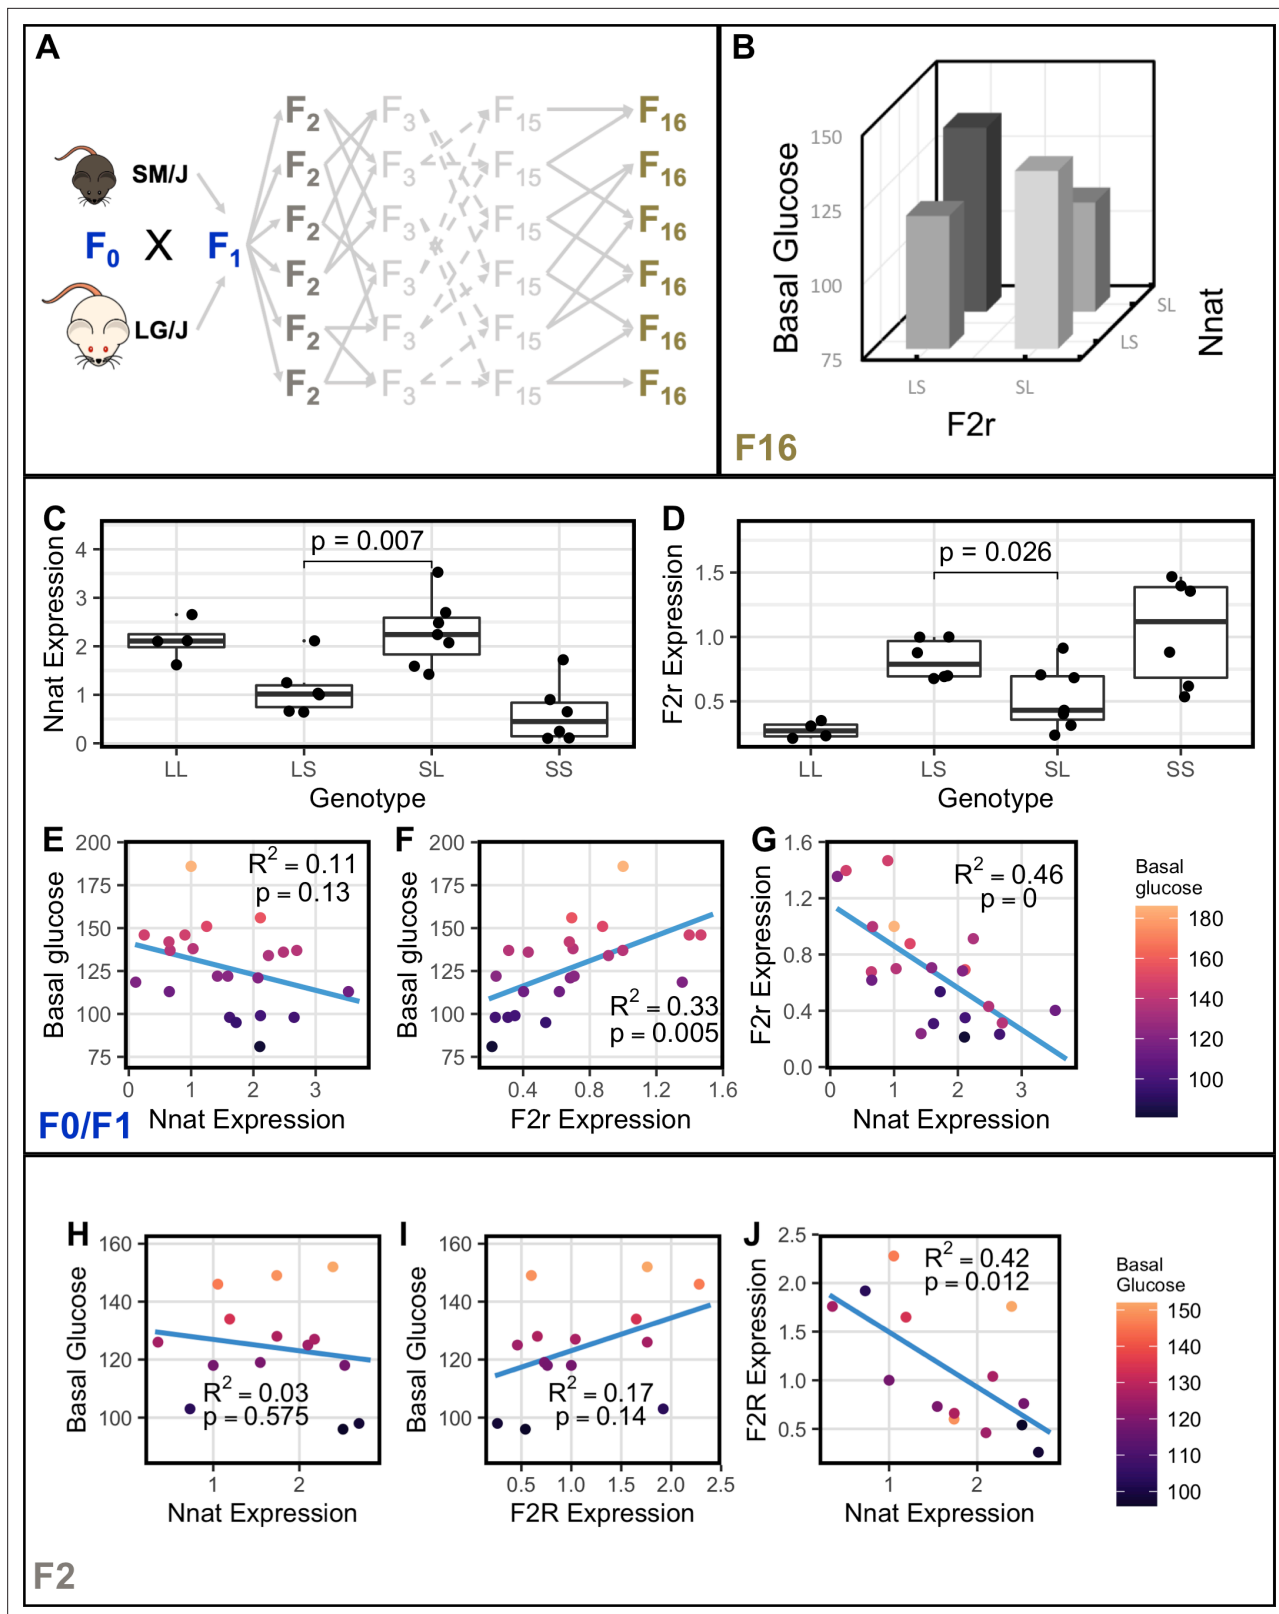 A
SM/J
F0 X F1
LG/J
F2 F3 F15 F16
F2 F3 F15 F16
F2 F3 F15 F16
F2 F3 F15 F16
F2 F3 F15 F16
F2 F3 F15 F16
B
Basal Glucose
150
125
100
75
LS
SL
F2r
LS
SL
Nnat
F16
C
Nnat Expression
4
3
2
1
0
p = 0.007
LL LS SL SS
Genotype
D
F2r Expression
1.5
1.0
0.5
p = 0.026
LL LS SL SS
Genotype
E
Basal glucose
200
175
150
125
100
75
R2 = 0.11
p = 0.13
0 1 2 3
Nnat Expression
F
Basal glucose
200
175
150
125
100
75
R2 = 0.33
p = 0.005
0.4 0.8 1.2 1.6
F2r Expression
G
F2r Expression
1.6
1.2
0.8
0.4
0.0
R2 = 0.46
p = 0
0 1 2 3
Nnat Expression
Basal
glucose
180
160
140
120
100
F0/F1
H
Basal Glucose
160
140
120
100
R2 = 0.03
p = 0.575
1 2
Nnat Expression
I
Basal Glucose
160
140
120
100
R2 = 0.17
p = 0.14
0.5 1.0 1.5 2.0 2.5
F2R Expression
J
F2R Expression
2.5
2.0
1.5
1.0
0.5
R2 = 0.42
p = 0.012
1 2
Nnat Expression
Basal
Glucose
150
140
130
120
110
100
F2